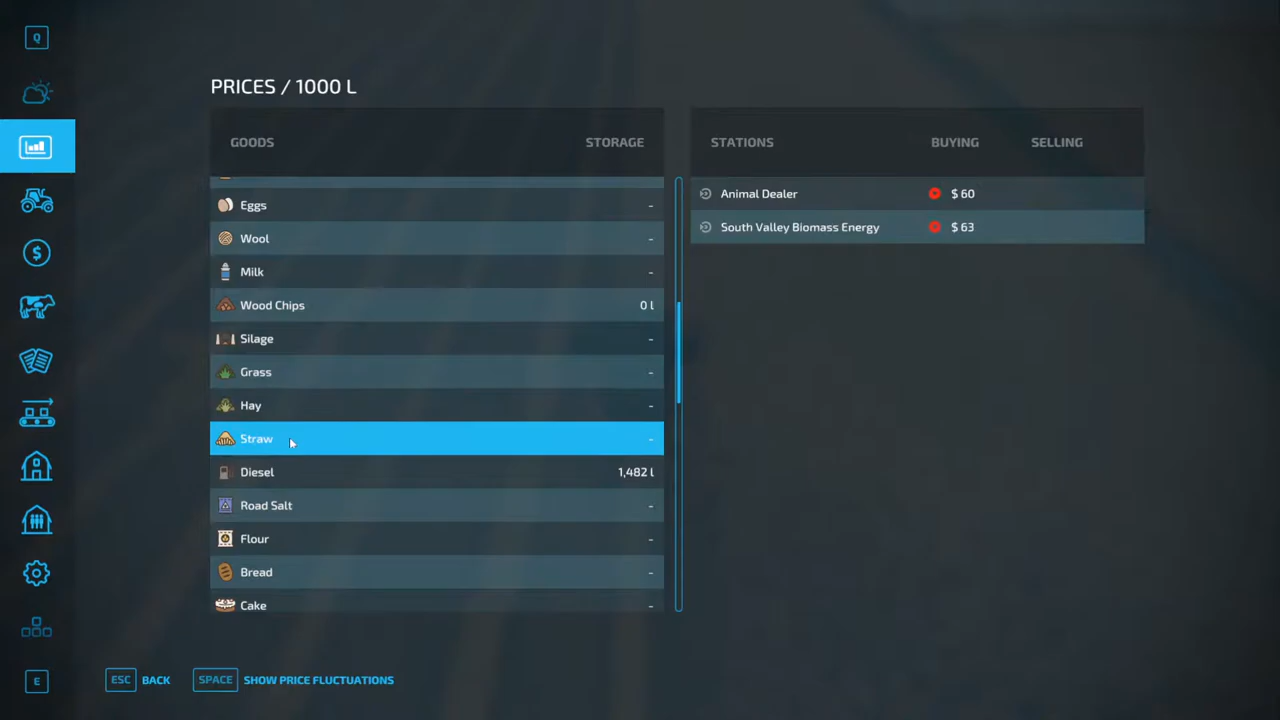 Q
PRICES / 1000 L
GOODS STORAGE
STATIONS BUYING SELLING
Eggs -
Wool -
Milk -
Wood Chips 0 l
Silage -
Grass -
Hay -
Straw -
Diesel 1,482 l
Road Salt -
Flour -
Bread -
Cake -
Animal Dealer $ 60
South Valley Biomass Energy $ 63
E
ESC BACK SPACE SHOW PRICE FLUCTUATIONS